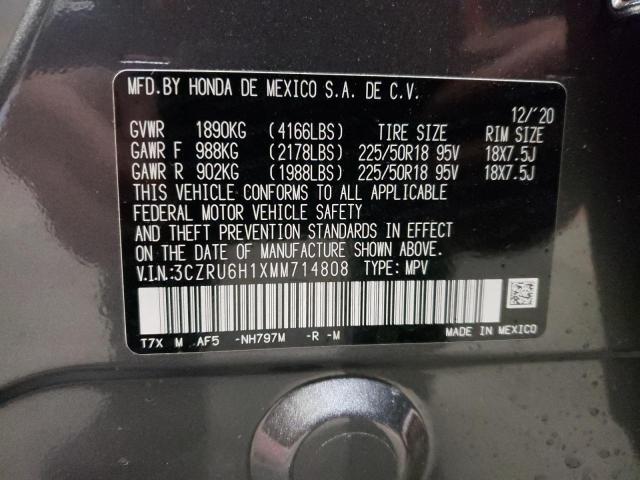 MFD.BY HONDA DE MEXICO S.A. DE C.V.
12/'20
GVWR 1890KG (4166LBS) TIRE SIZE RIM SIZE
GAWR F 988KG (2178LBS) 225/50R18 95V 18X7.5J
GAWR R 902KG (1988LBS) 225/50R18 95V 18X7.5J
THIS VEHICLE CONFORMS TO ALL APPLICABLE
FEDERAL MOTOR VEHICLE SAFETY
AND THEFT PREVENTION STANDARDS IN EFFECT
ON THE DATE OF MANUFACTURE SHOWN ABOVE.
V.I.N.:3CZRU6H1XMM714808 TYPE: MPV
T7X M AF5 -NH797M -R -M MADE IN MEXICO